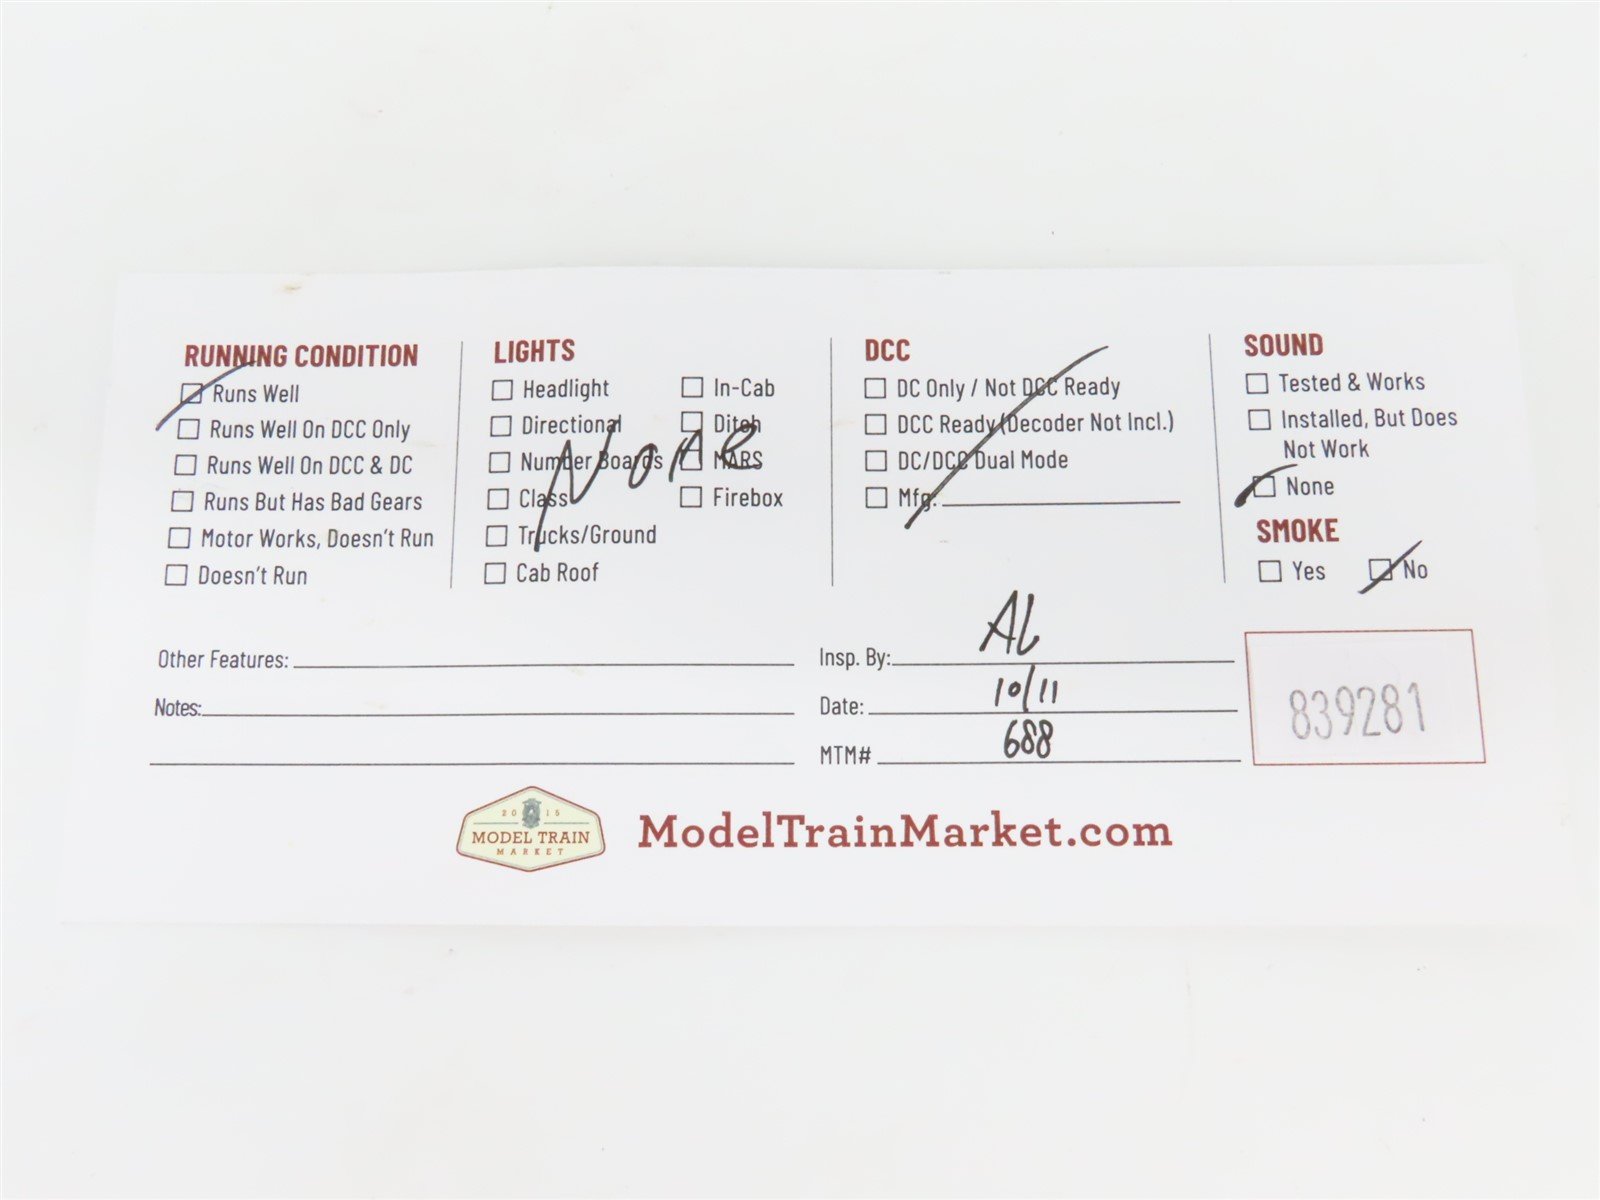 RUNNING CONDITION
Runs Well
Runs Well On DCC Only
Runs Well On DCC & DC
Runs But Has Bad Gears
Motor Works, Doesn't Run
Doesn't Run
LIGHTS
Headlight
Directional
Number Boards
Class
Trucks/Ground
Cab Roof
In-Cab
Ditch
MARS
Firebox
None
DCC
DC Only / Not DCC Ready
DCC Ready (Decoder Not Incl.)
DC/DCC Dual Mode
Mfg.
SOUND
Tested & Works
Installed, But Does
Not Work
None
SMOKE
Yes No
Other Features:
Notes:
Insp. By: AL
Date: 10/11
MTM# 688
839281
2015
MODEL TRAIN
MARKET
ModelTrainMarket.com